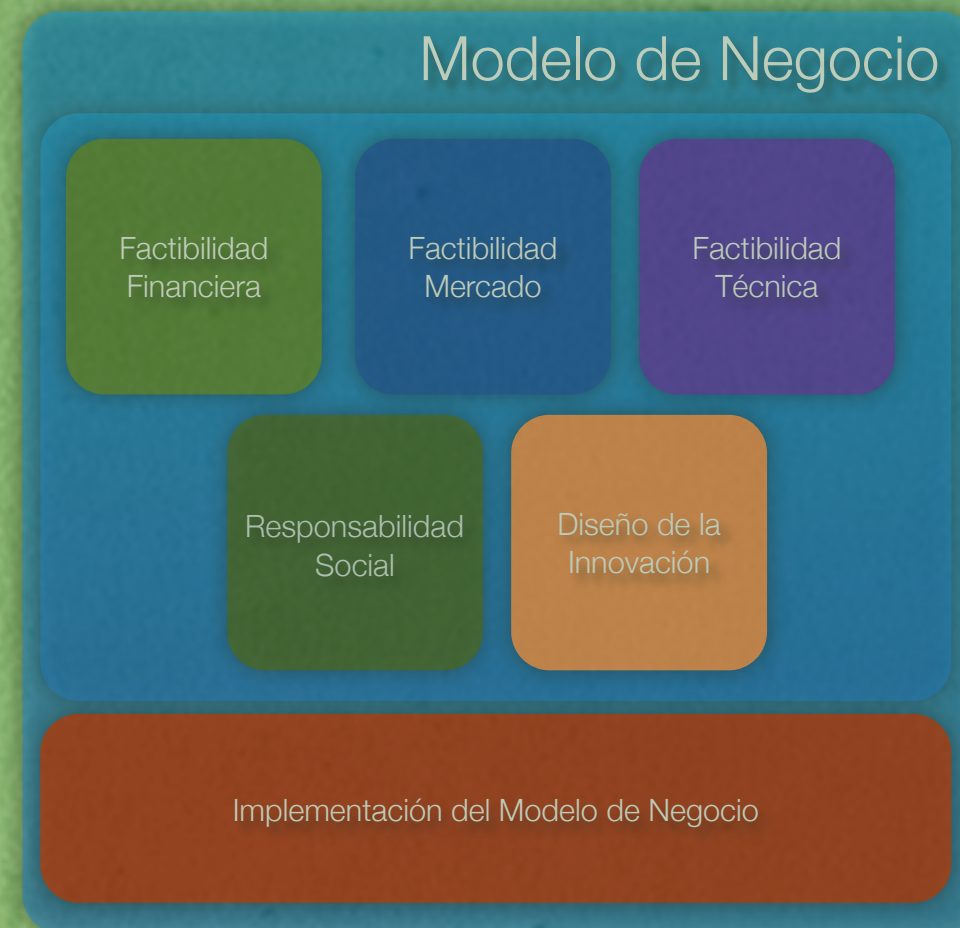 Modelo de Negocio
Factibilidad
Financiera
Factibilidad
Mercado
Factibilidad
Técnica
Responsabilidad
Social
Diseño de la
Innovación
Implementación del Modelo de Negocio